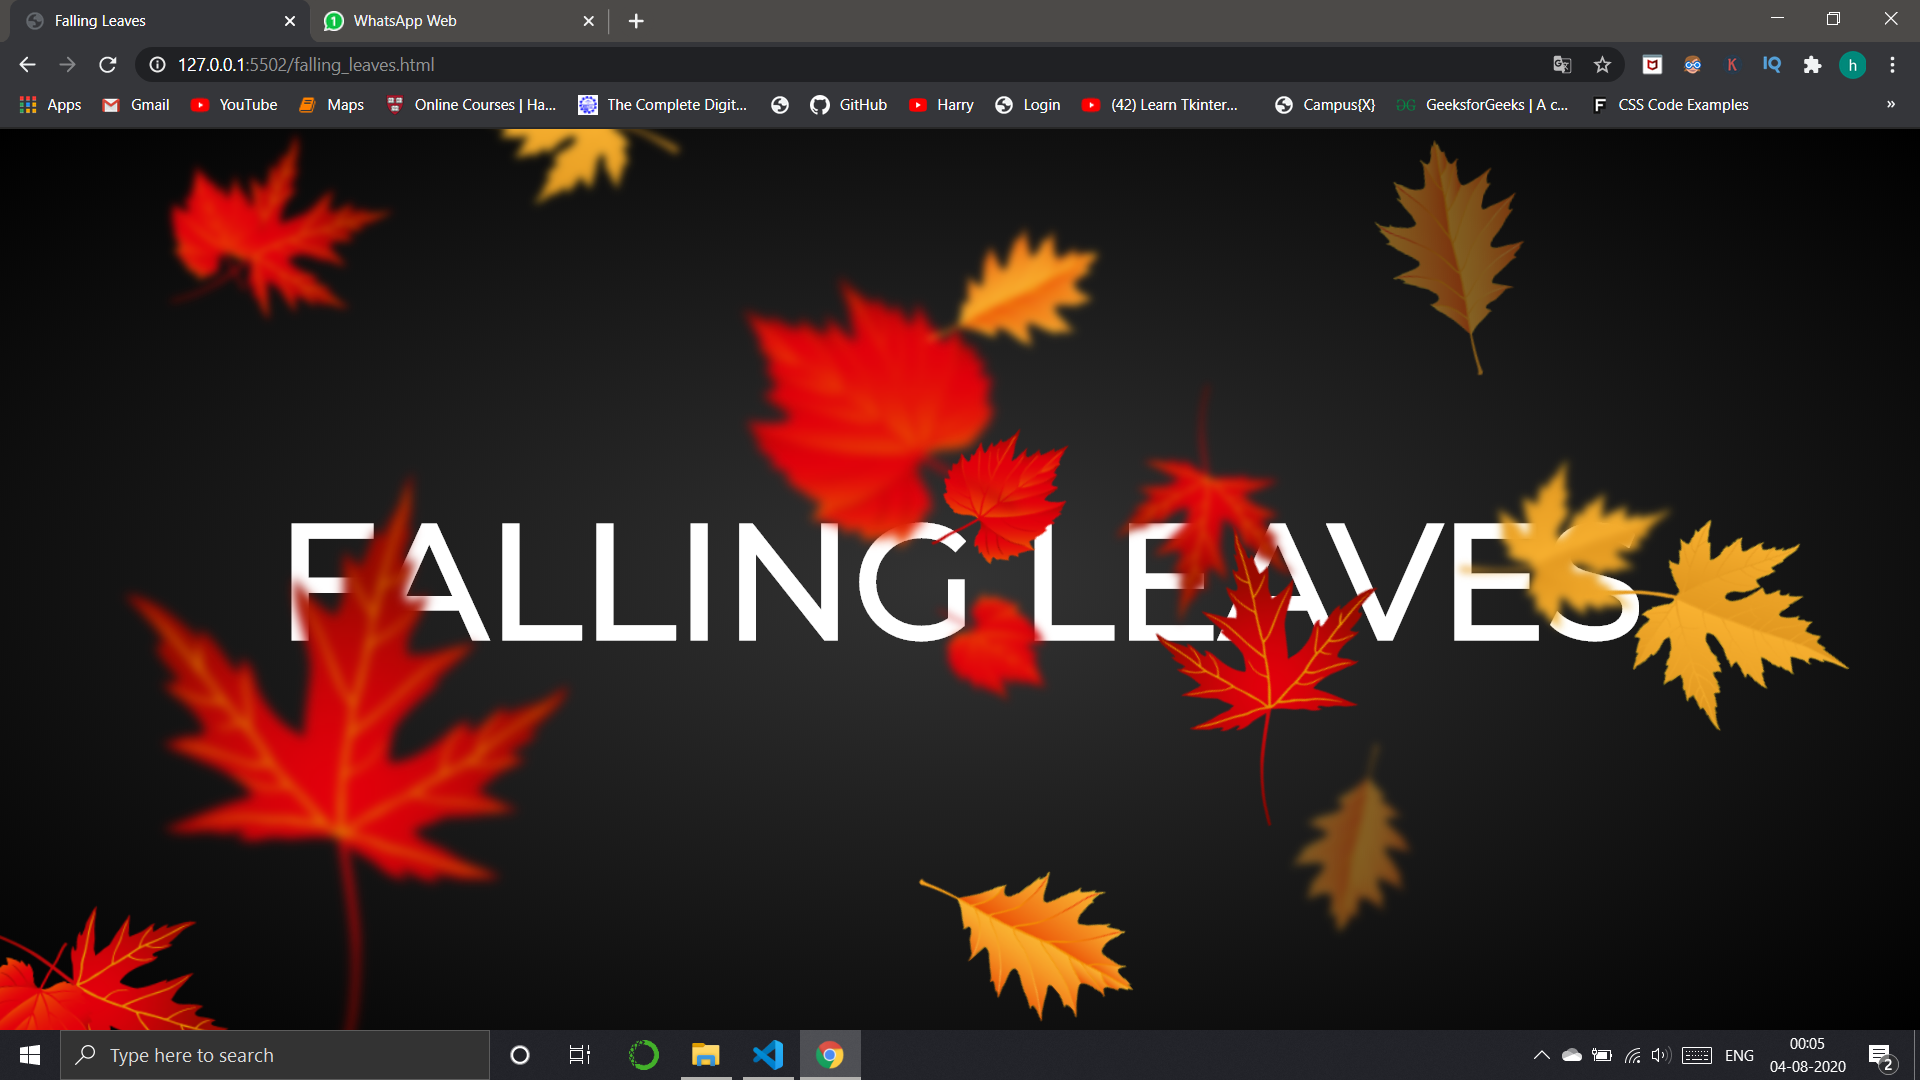 Falling Leaves
WhatsApp Web
127.0.0.1:5502/falling_leaves.html
K IQ h
Apps Gmail YouTube Maps Online Courses | Ha... The Complete Digit... GitHub Harry Login (42) Learn Tkinter... Campus{X} GeeksforGeeks | A c... CSS Code Examples »
FALLING LEAVES
Type here to search
ENG
00:05
04-08-2020
2